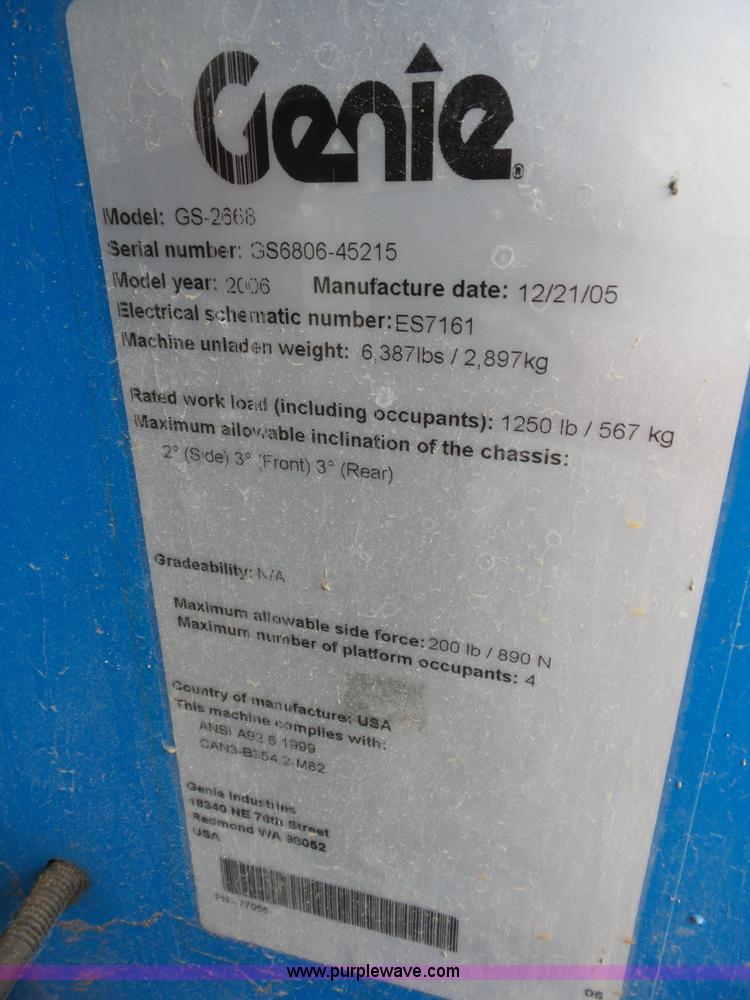 Genie®
Model: GS-2668
Serial number: GS6806-45215
Model year: 2006 Manufacture date: 12/21/05
Electrical schematic number: ES7161
Machine unladen weight: 6,387lbs / 2,897kg
Rated work load (including occupants): 1250 lb / 567 kg
Maximum allowable inclination of the chassis:
2° (Side) 3° (Front) 3° (Rear)
Gradeability: N/A
Maximum allowable side force: 200 lb / 890 N
Maximum number of platform occupants: 4
Country of manufacture: USA
This machine complies with:
ANSI A92.6 1999
CAN3-B354.2-M82
Genie Industries
18340 NE 76th Street
Redmond WA 98052
USA
PN - 77055
06
www.purplewave.com